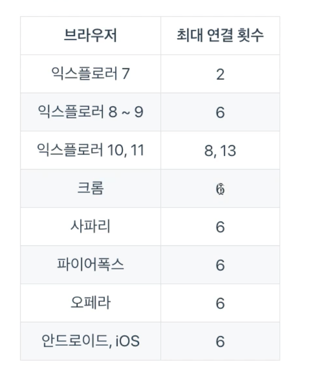 브라우저 최대 연결 횟수
익스플로러 7 2
익스플로러 8 ~ 9 6
익스플로러 10, 11 8, 13
크롬 6
사파리 6
파이어폭스 6
오페라 6
안드로이드, iOS 6